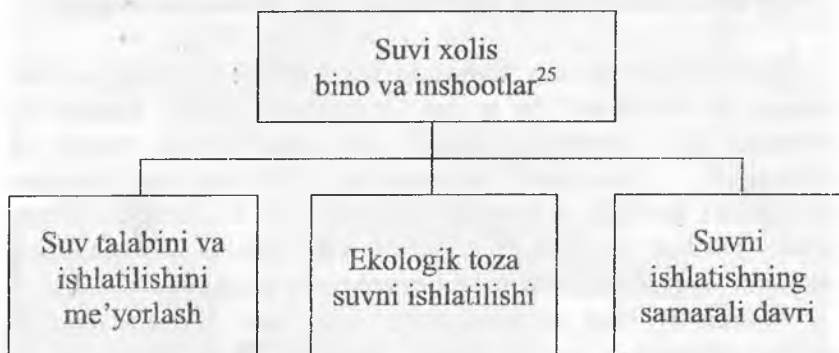 Suvi xolis
bino va inshootlar²⁵
Suv talabini va
ishlatilishini
me’yorlash
Ekologik toza
suvni ishlatilishi
Suvni
ishlatishning
samarali davri